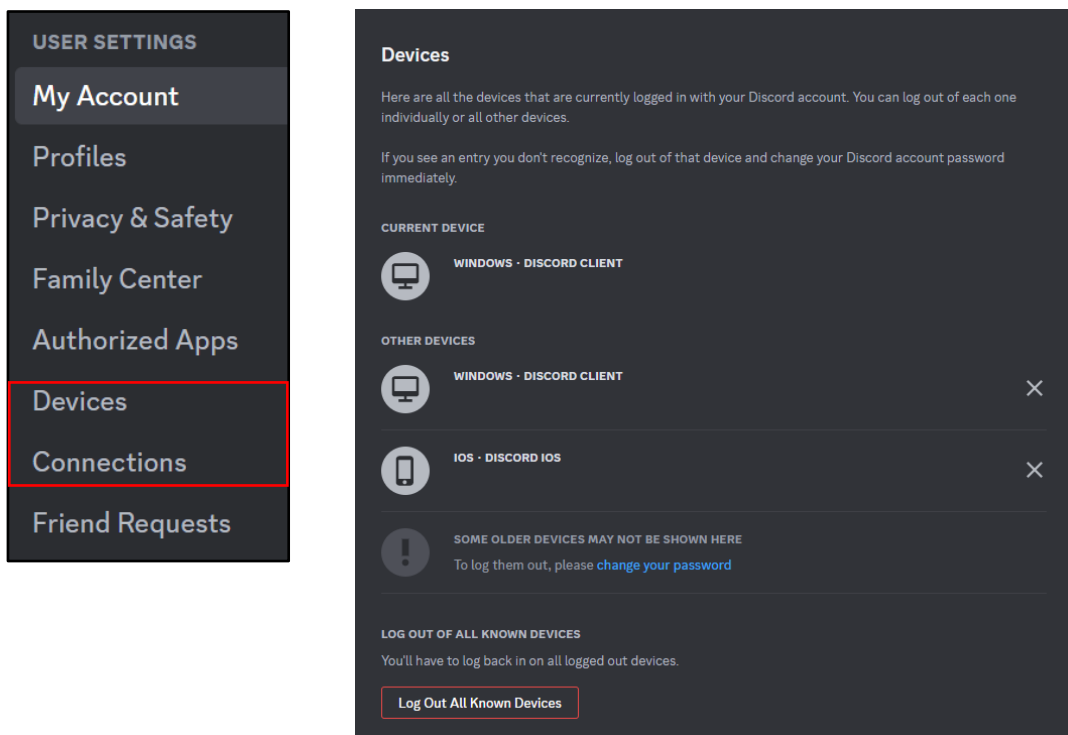 USER SETTINGS
My Account
Profiles
Privacy & Safety
Family Center
Authorized Apps
Devices
Connections
Friend Requests
Devices
Here are all the devices that are currently logged in with your Discord account. You can log out of each one
individually or all other devices.
If you see an entry you don't recognize, log out of that device and change your Discord account password
immediately.
CURRENT DEVICE
WINDOWS · DISCORD CLIENT
OTHER DEVICES
WINDOWS · DISCORD CLIENT
IOS · DISCORD IOS
SOME OLDER DEVICES MAY NOT BE SHOWN HERE
To log them out, please change your password
LOG OUT OF ALL KNOWN DEVICES
You'll have to log back in on all logged out devices.
Log Out All Known Devices